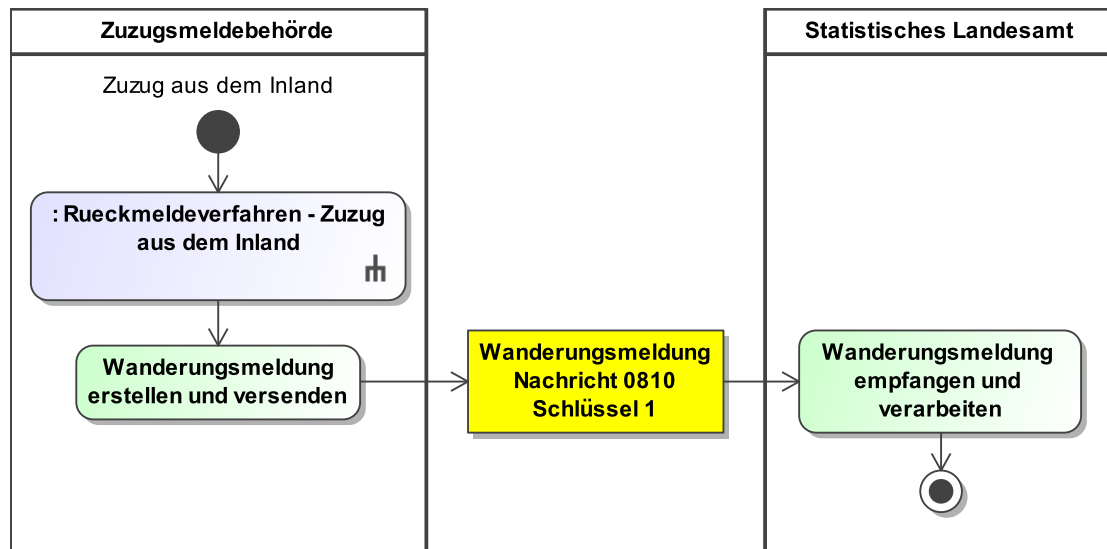 Zuzugsmeldebehörde
Statistisches Landesamt
Zuzug aus dem Inland
: Rueckmeldeverfahren - Zuzug
aus dem Inland
Wanderungsmeldung
erstellen und versenden
Wanderungsmeldung
Nachricht 0810
Schlüssel 1
Wanderungsmeldung
empfangen und
verarbeiten